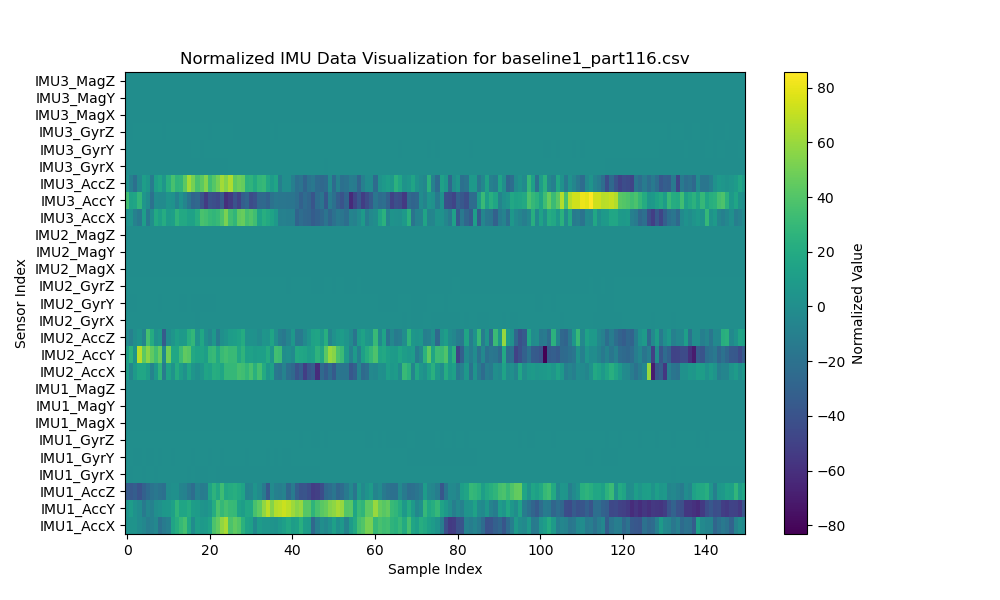 Normalized IMU Data Visualization for baseline1_part116.csv
IMU3_MagZ
IMU3_MagY
IMU3_MagX
IMU3_GyrZ
IMU3_GyrY
IMU3_GyrX
IMU3_AccZ
IMU3_AccY
IMU3_AccX
IMU2_MagZ
IMU2_MagY
IMU2_MagX
IMU2_GyrZ
IMU2_GyrY
IMU2_GyrX
IMU2_AccZ
IMU2_AccY
IMU2_AccX
IMU1_MagZ
IMU1_MagY
IMU1_MagX
IMU1_GyrZ
IMU1_GyrY
IMU1_GyrX
IMU1_AccZ
IMU1_AccY
IMU1_AccX
Sensor Index
0 20 40 60 80 100 120 140
Sample Index
80
60
40
20
0
−20
−40
−60
−80
Normalized Value